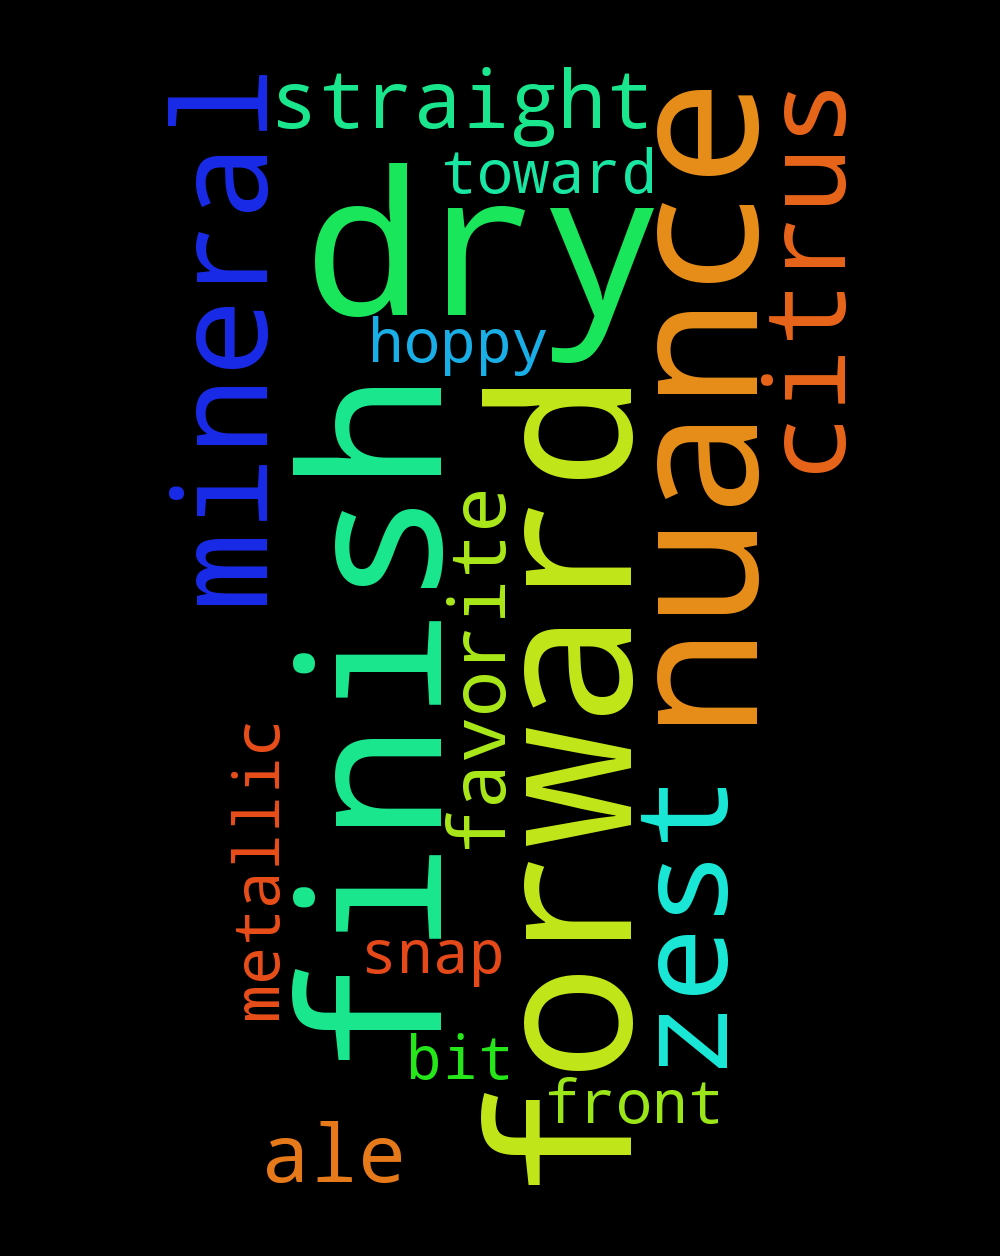 straight
toward
dry
hoppy
mineral
citrus
nuance
finish
forward
favorite
zest
metallic
snap
bit
front
ale